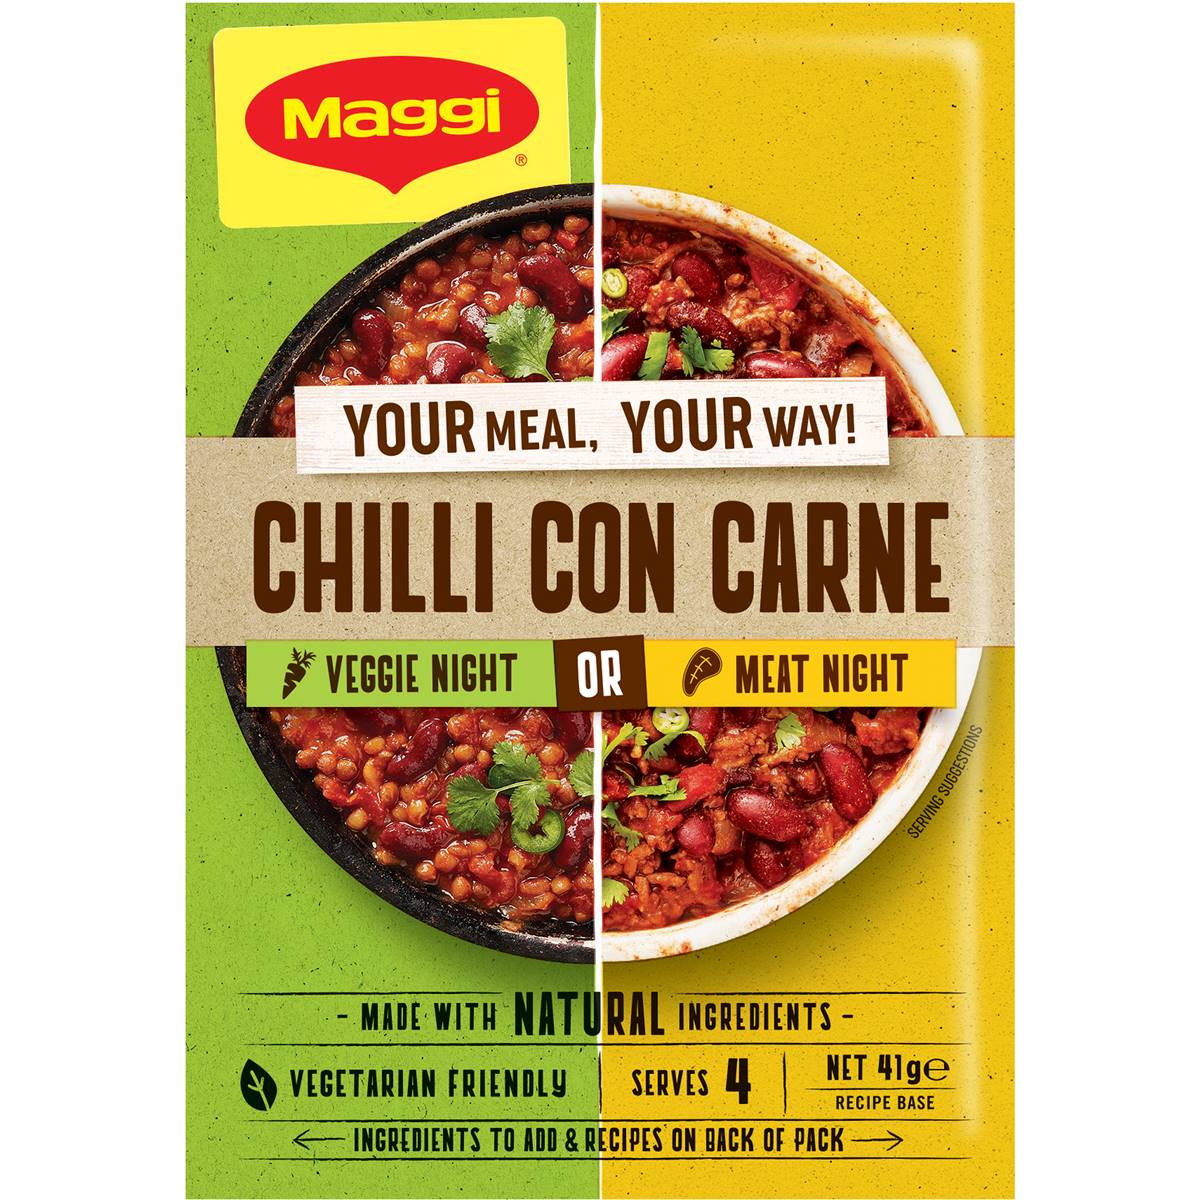 Maggi
®
YOUR MEAL, YOUR WAY!
CHILLI CON CARNE
VEGGIE NIGHT OR MEAT NIGHT
SERVING SUGGESTIONS
- MADE WITH NATURAL INGREDIENTS -
VEGETARIAN FRIENDLY SERVES 4 NET 41g℮
RECIPE BASE
INGREDIENTS TO ADD & RECIPES ON BACK OF PACK